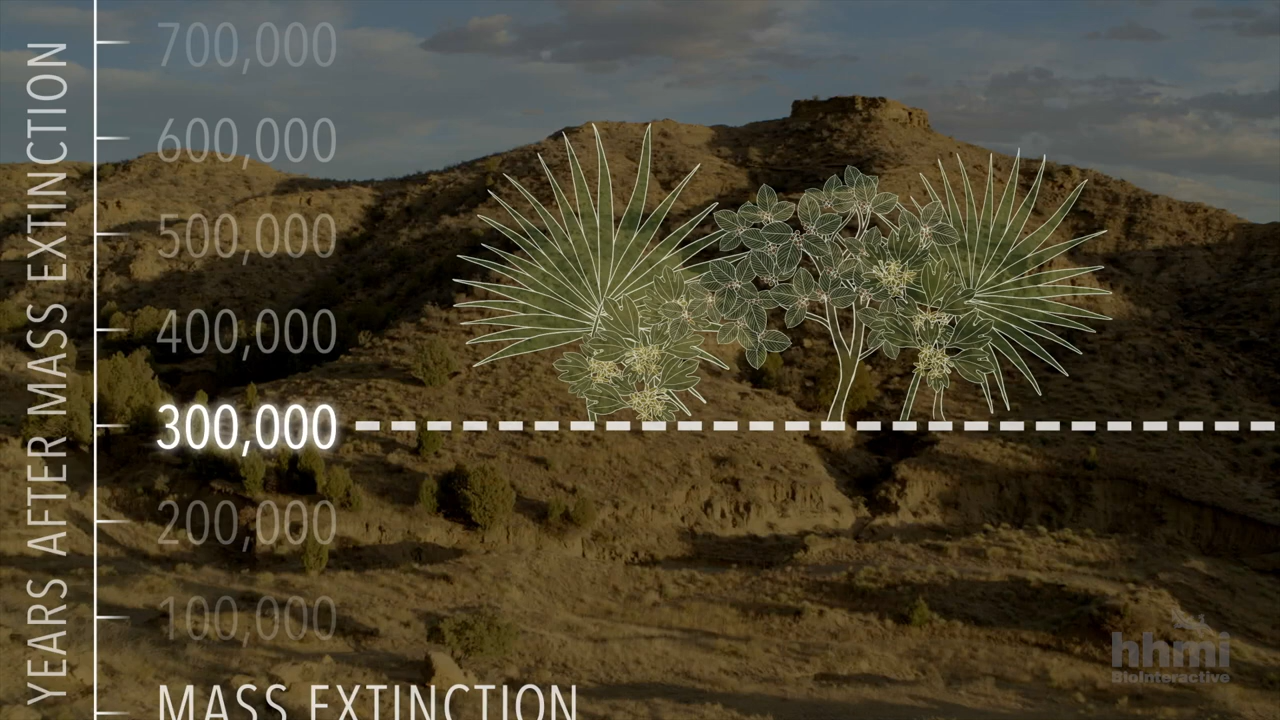 YEARS AFTER MASS EXTINCTION
700,000
600,000
500,000
400,000
300,000
200,000
100,000
MASS EXTINCTION
hhmi
BioInteractive